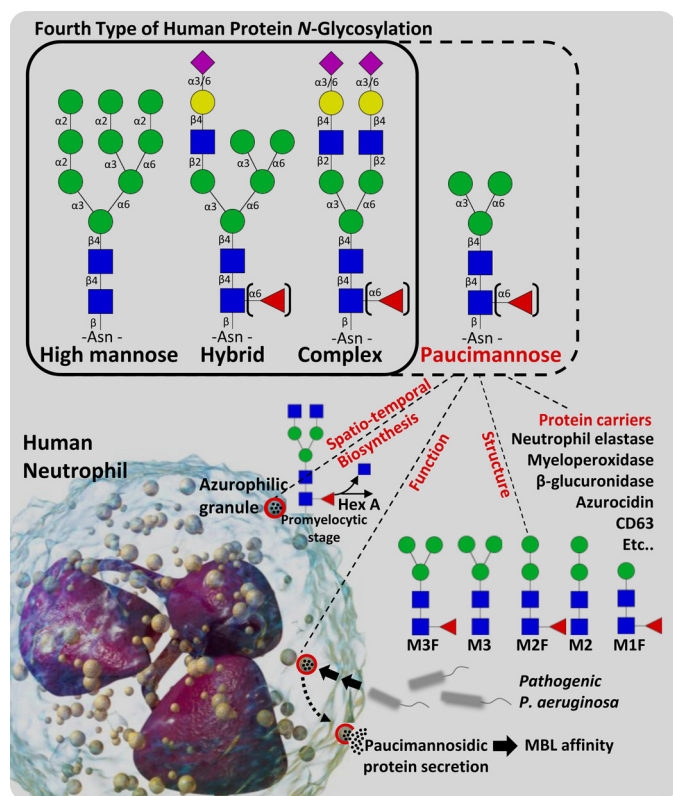 Fourth Type of Human Protein N-Glycosylation
α3/6
α3/6
α3/6
α2
α2
α2
β4
β4
β4
α2
α3
α6
β2
α3
α6
β2
β2
α3
α6
α3
α6
α3
α6
α3
α6
β4
β4
β4
β4
β4
β4
β4
β4
α6
α6
α6
β
β
β
β
-Asn -
-Asn -
-Asn -
-Asn -
High mannose
Hybrid
Complex
Paucimannose
Spatio-temporal
Biosynthesis
Function
Structure
Protein carriers
Neutrophil elastase
Myeloperoxidase
β-glucuronidase
Azurocidin
CD63
Etc..
Human
Neutrophil
Azurophilic
granule
Hex A
Promyelocytic
stage
M3F
M3
M2F
M2
M1F
Pathogenic
P. aeruginosa
Paucimannosidic
protein secretion
MBL affinity